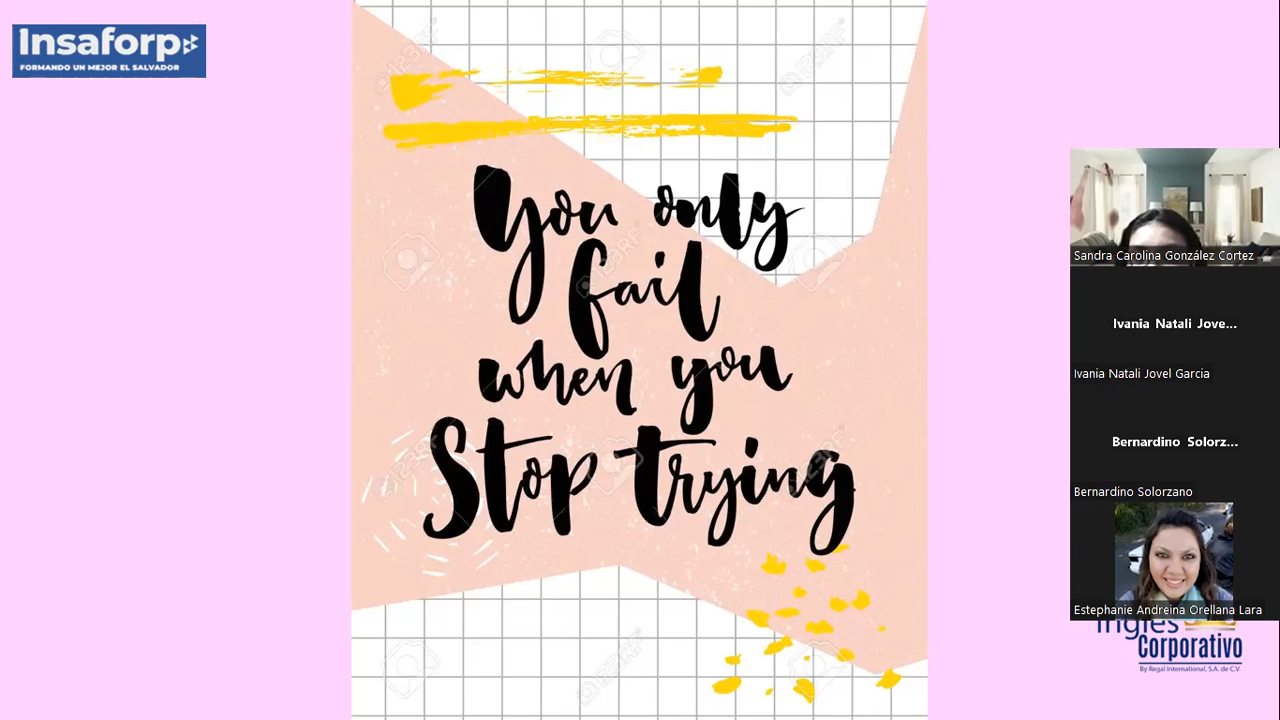 Insaforp
FORMANDO UN MEJOR EL SALVADOR
You only
fail
when you
Stop trying
Sandra Carolina González Cortez
Ivania Natali Jove...
Ivania Natali Jovel Garcia
Bernardino Solorz...
Bernardino Solorzano
Estephanie Andreina Orellana Lara
Inglés
Corporativo
By Regal International, S.A. de C.V.